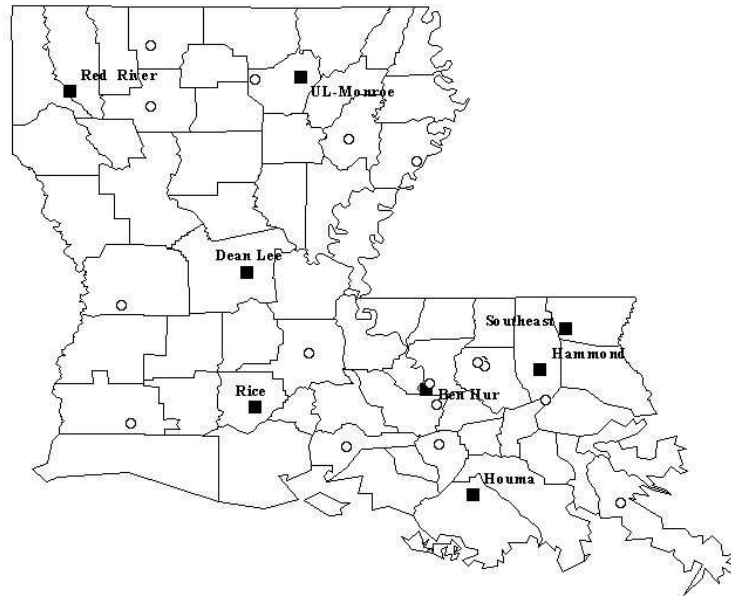 Red River
UL-Monroe
Dean Lee
Southeast
Hammond
Rice
Ben Hur
Houma